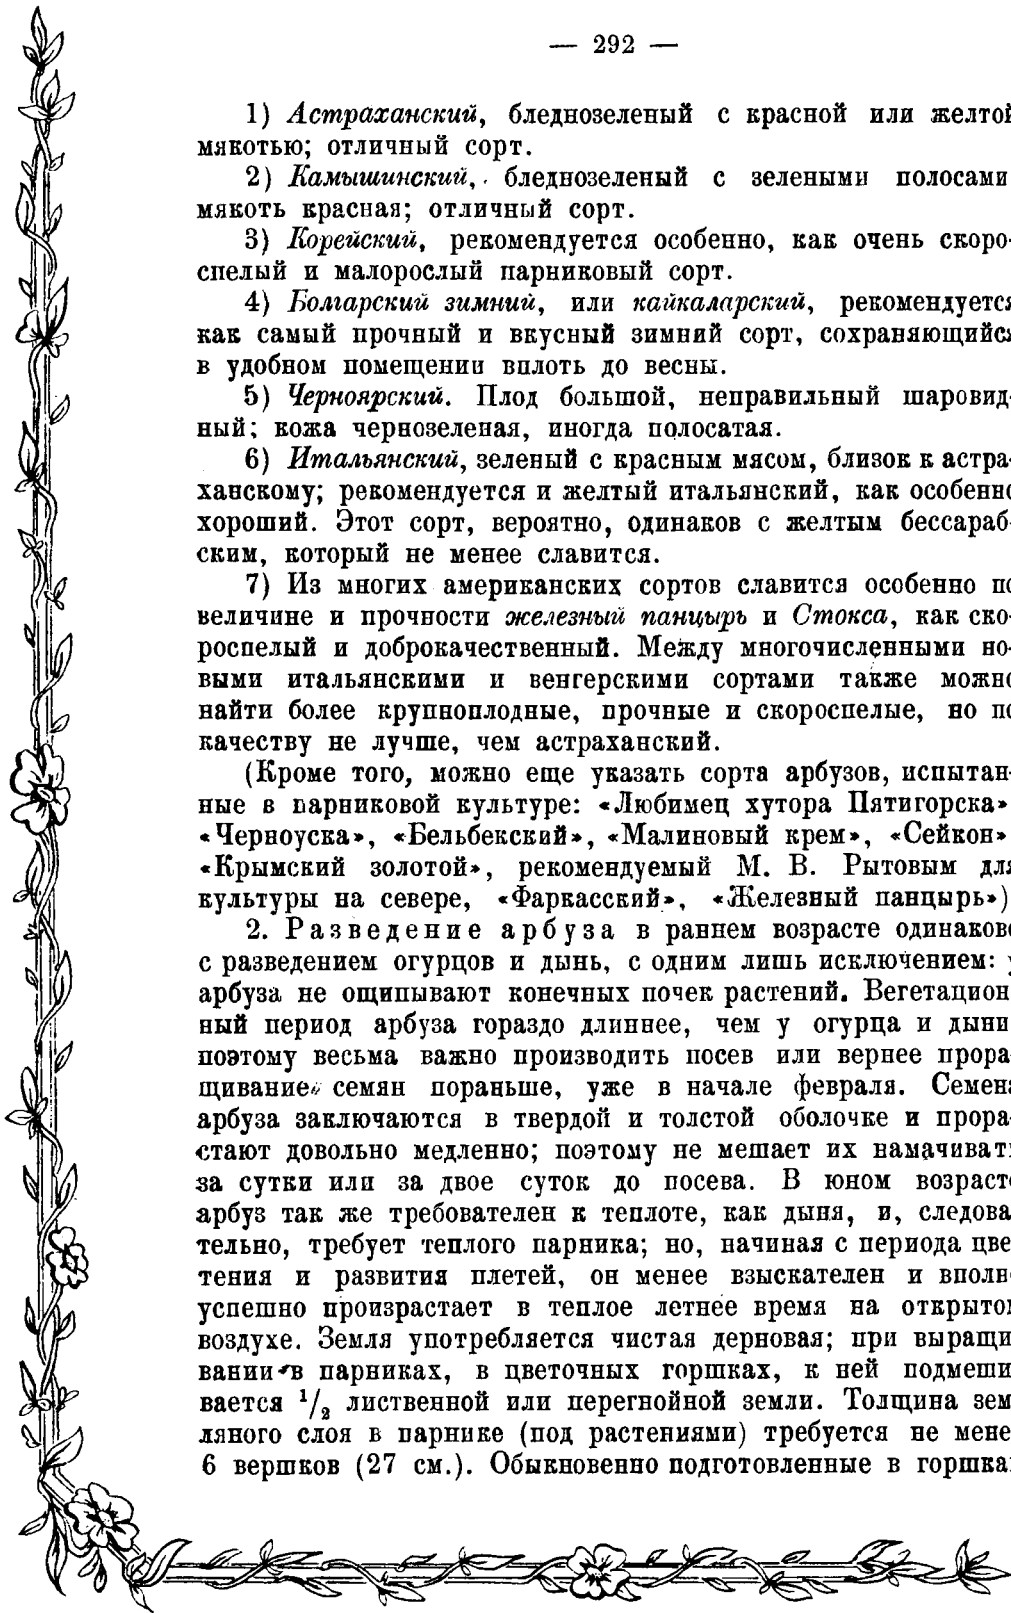 — 292 —
1) Астраханский, бледнозеленый с красной или желтой
мякотью; отличный сорт.
2) Камышинский, бледнозеленый с зелеными полосами
мякоть красная; отличный сорт.
3) Корейский, рекомендуется особенно, как очень скоро-
спелый и малорослый парниковый сорт.
4) Болгарский зимний, или кайкаларский, рекомендуется
как самый прочный и вкусный зимний сорт, сохраняющийся
в удобном помещении вплоть до весны.
5) Черноярский. Плод большой, неправильный шаровид-
ный; кожа чернозеленая, иногда полосатая.
6) Итальянский, зеленый с красным мясом, близок к астра-
ханскому; рекомендуется и желтый итальянский, как особенно
хороший. Этот сорт, вероятно, одинаков с желтым бессараб-
ским, который не менее славится.
7) Из многих американских сортов славится особенно по
величине и прочности железный панцырь и Стокса, как ско-
роспелый и доброкачественный. Между многочисленными но-
выми итальянскими и венгерскими сортами также можно
найти более крупноплодные, прочные и скороспелые, но по
качеству не лучше, чем астраханский.
(Кроме того, можно еще указать сорта арбузов, испытан-
ные в парниковой культуре: «Любимец хутора Пятигорска»
«Черноуска», «Бельбекский», «Малиновый крем», «Сейкон»
«Крымский золотой», рекомендуемый М. В. Рытовым для
культуры на севере, «Фаркасский», «Железный панцырь»)
2. Разведение арбуза в раннем возрасте одинаково
с разведением огурцов и дынь, с одним лишь исключением: у
арбуза не ощипывают конечных почек растений. Вегетацион
ный период арбуза гораздо длиннее, чем у огурца и дыни
поэтому весьма важно производить посев или вернее прора-
щивание семян пораньше, уже в начале февраля. Семена
арбуза заключаются в твердой и толстой оболочке и прора-
стают довольно медленно; поэтому не мешает их намачивать
за сутки или за двое суток до посева. В юном возрасте
арбуз так же требователен к теплоте, как дыня, и, следова
тельно, требует теплого парника; но, начиная с периода цве
тения и развития плетей, он менее взыскателен и вполне
успешно произрастает в теплое летнее время на открытом
воздухе. Земля употребляется чистая дерновая; при выращи
вании в парниках, в цветочных горшках, к ней подмеши
вается 1/2 лиственной или перегнойной земли. Толщина зем
ляного слоя в парнике (под растениями) требуется не мене
6 вершков (27 см.). Обыкновенно подготовленные в горшках